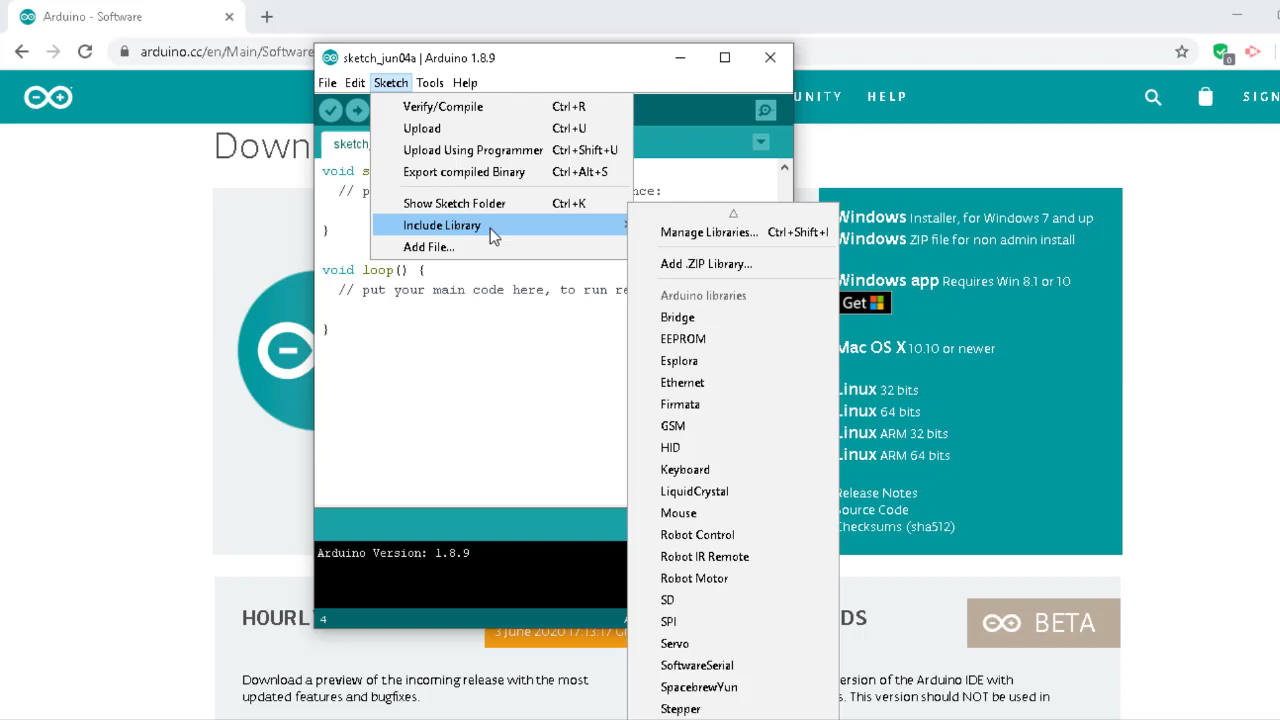 Arduino - Software
arduino.cc/en/Main/Software
0
UNITY HELP
SIGN
Down
sketch_jun04a | Arduino 1.8.9
File Edit Sketch Tools Help
sketch_
void s
// p
ce:
}
void loop() {
// put your main code here, to run re
}
Verify/Compile Ctrl+R
Upload Ctrl+U
Upload Using Programmer Ctrl+Shift+U
Export compiled Binary Ctrl+Alt+S
Show Sketch Folder Ctrl+K
Include Library
Add File...
Manage Libraries... Ctrl+Shift+I
Add .ZIP Library...
Arduino libraries
Bridge
EEPROM
Esplora
Ethernet
Firmata
GSM
HID
Keyboard
LiquidCrystal
Mouse
Robot Control
Robot IR Remote
Robot Motor
SD
SPI
Servo
SoftwareSerial
SpacebrewYun
Stepper
Arduino Version: 1.8.9
4
Windows Installer, for Windows 7 and up
Windows ZIP file for non admin install
Windows app Requires Win 8.1 or 10
Get
Mac OS X 10.10 or newer
Linux 32 bits
Linux 64 bits
Linux ARM 32 bits
Linux ARM 64 bits
Release Notes
Source Code
Checksums (sha512)
HOURL
3 June 2020 17:13:17 G
Download a preview of the incoming release with the most
updated features and bugfixes.
DS
BETA
version of the Arduino IDE with
s. This version should NOT be used in